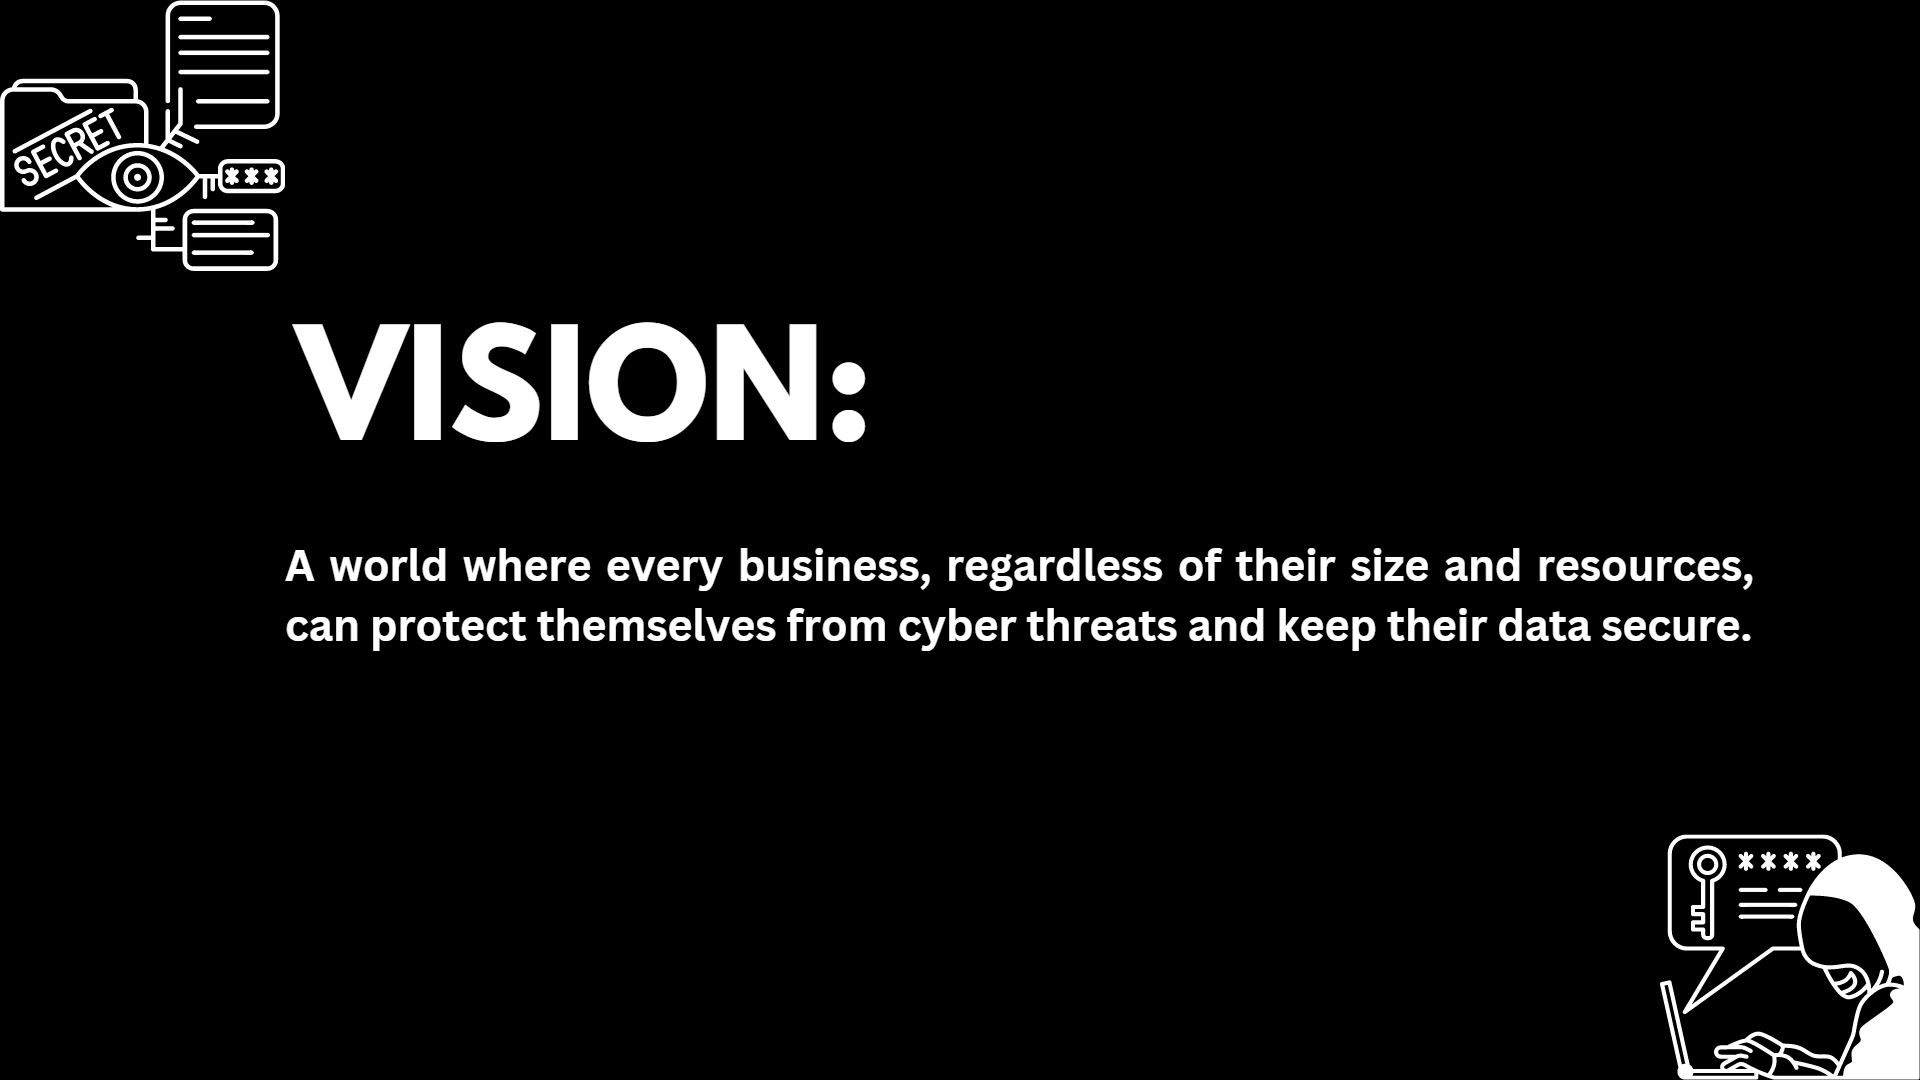 SECRET
***
VISION:
A world where every business, regardless of their size and resources,
can protect themselves from cyber threats and keep their data secure.
****